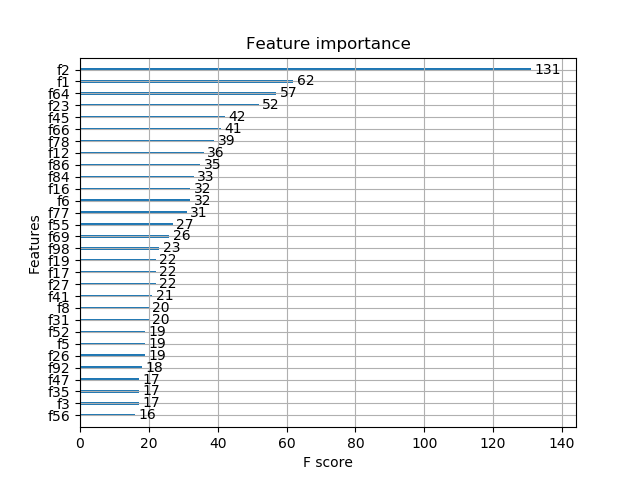 Feature importance
f2 131
f1 62
f64 57
f23 52
f45 42
f66 41
f78 39
f12 36
f86 35
f84 33
f16 32
f6 32
f77 31
f55 27
f69 26
f98 23
f19 22
f17 22
f27 22
f41 21
f8 20
f31 20
f52 19
f5 19
f26 19
f92 18
f47 17
f35 17
f3 17
f56 16
Features
0 20 40 60 80 100 120 140
F score